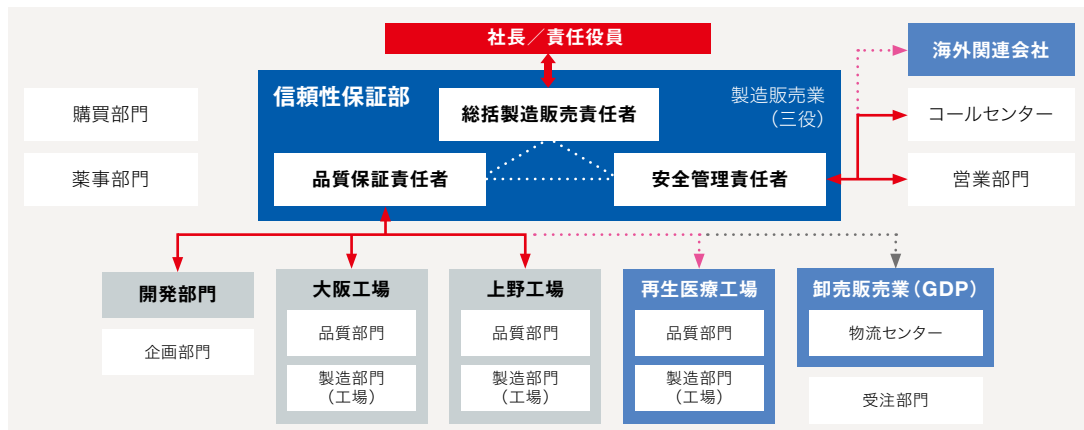 社長／責任役員
信頼性保証部
製造販売業
（三役）
総括製造販売責任者
品質保証責任者
安全管理責任者
購買部門
薬事部門
海外関連会社
コールセンター
営業部門
開発部門
企画部門
大阪工場
品質部門
製造部門
（工場）
上野工場
品質部門
製造部門
（工場）
再生医療工場
品質部門
製造部門
（工場）
卸売販売業（GDP）
物流センター
受注部門